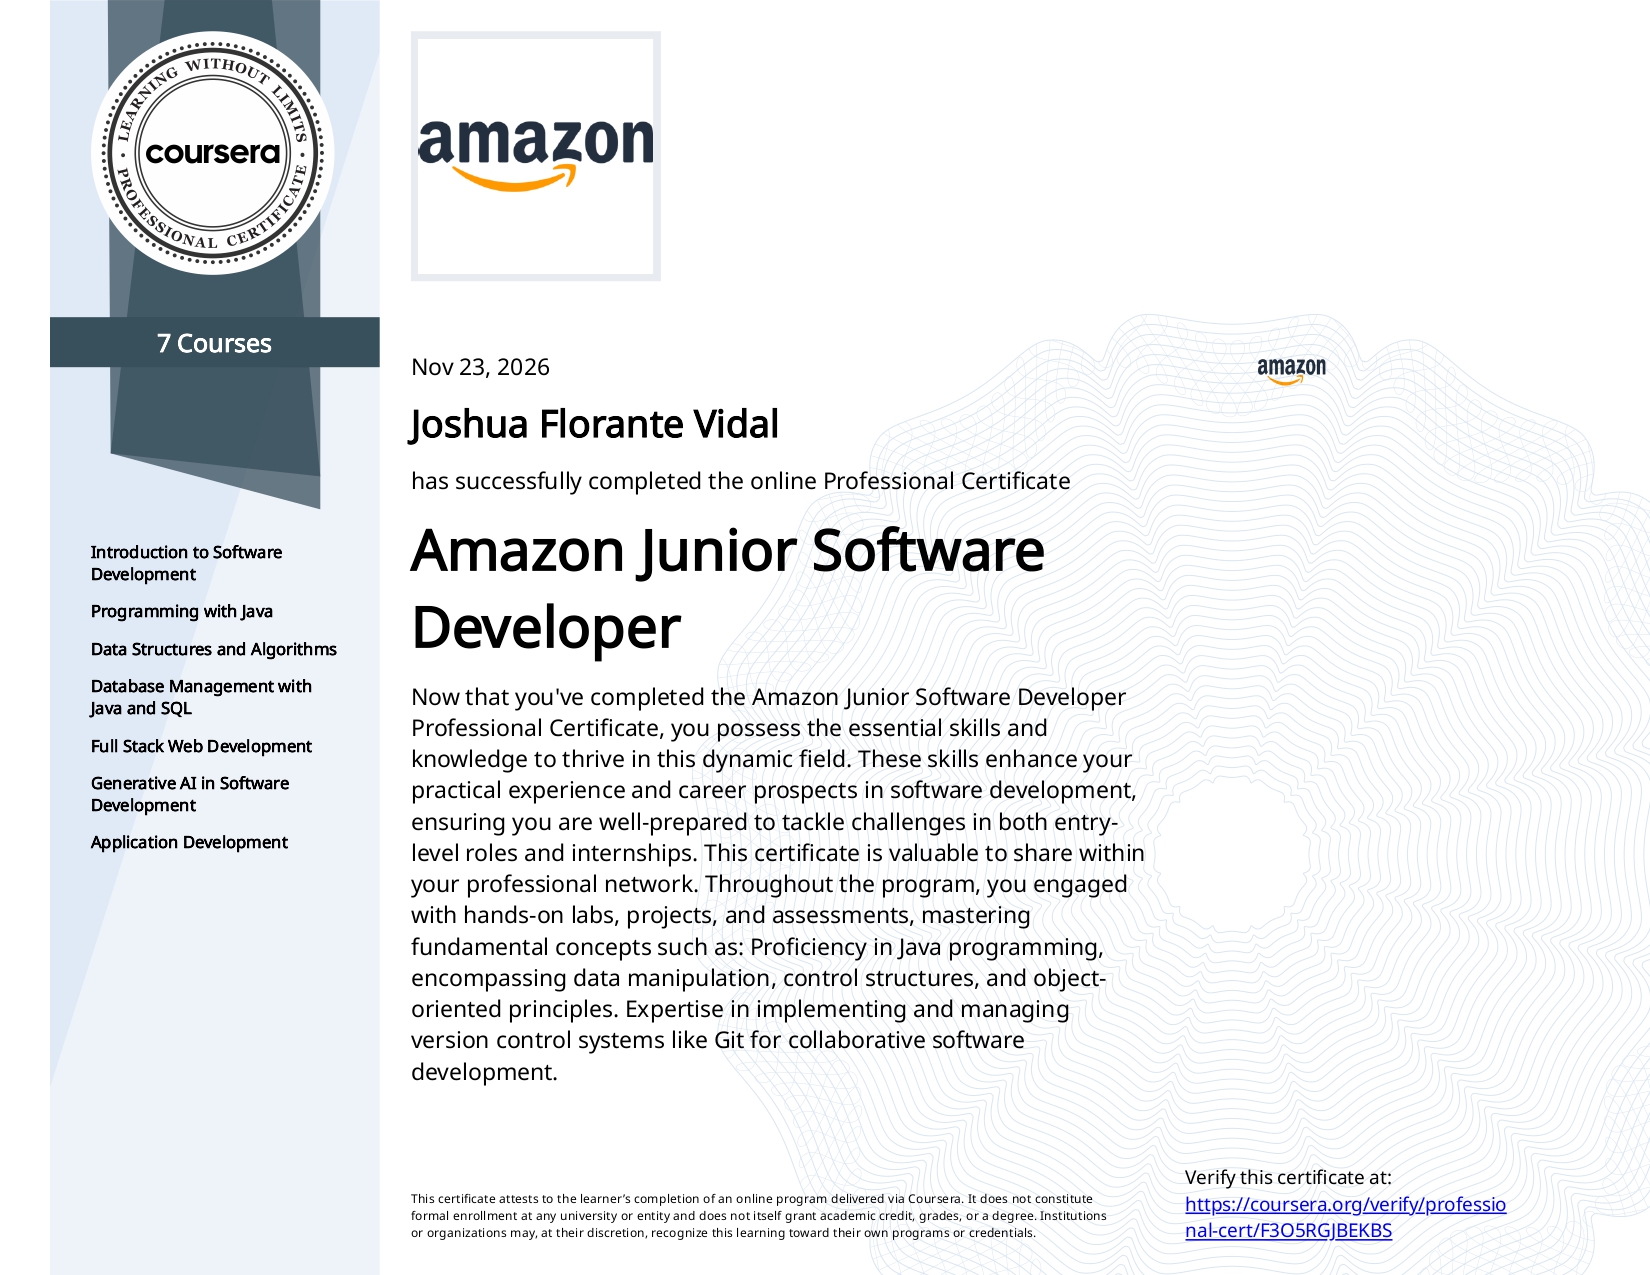 LEARNING WITHOUT LIMITS
coursera
PROFESSIONAL CERTIFICATE
7 Courses
Introduction to Software
Development
Programming with Java
Data Structures and Algorithms
Database Management with
Java and SQL
Full Stack Web Development
Generative AI in Software
Development
Application Development
amazon
Nov 23, 2026
amazon
Joshua Florante Vidal
has successfully completed the online Professional Certificate
Amazon Junior Software
Developer
Now that you've completed the Amazon Junior Software Developer
Professional Certificate, you possess the essential skills and
knowledge to thrive in this dynamic field. These skills enhance your
practical experience and career prospects in software development,
ensuring you are well-prepared to tackle challenges in both entry-
level roles and internships. This certificate is valuable to share within
your professional network. Throughout the program, you engaged
with hands-on labs, projects, and assessments, mastering
fundamental concepts such as: Proficiency in Java programming,
encompassing data manipulation, control structures, and object-
oriented principles. Expertise in implementing and managing
version control systems like Git for collaborative software
development.
This certificate attests to the learner’s completion of an online program delivered via Coursera. It does not constitute
formal enrollment at any university or entity and does not itself grant academic credit, grades, or a degree. Institutions
or organizations may, at their discretion, recognize this learning toward their own programs or credentials.
Verify this certificate at:
https://coursera.org/verify/professio
nal-cert/F3O5RGJBEKBS